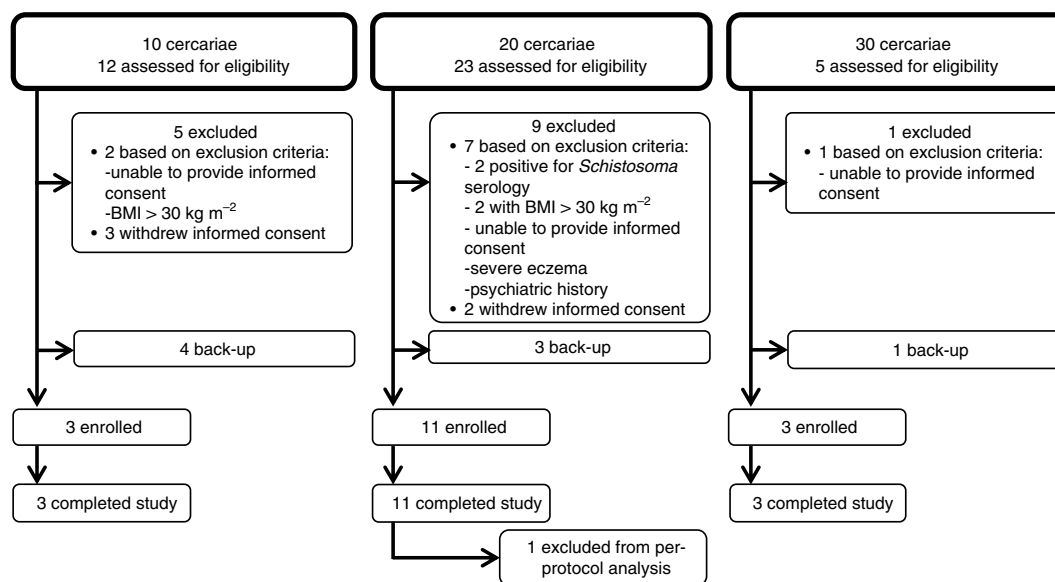 10 cercariae
12 assessed for eligibility
5 excluded
• 2 based on exclusion criteria:
-unable to provide informed
consent
-BMI > 30 kg m⁻²
• 3 withdrew informed consent
4 back-up
3 enrolled
3 completed study
20 cercariae
23 assessed for eligibility
9 excluded
• 7 based on exclusion criteria:
- 2 positive for Schistosoma
serology
- 2 with BMI > 30 kg m⁻²
- unable to provide informed
consent
-severe eczema
-psychiatric history
• 2 withdrew informed consent
3 back-up
11 enrolled
11 completed study
1 excluded from per-
protocol analysis
30 cercariae
5 assessed for eligibility
1 excluded
• 1 based on exclusion criteria:
- unable to provide informed
consent
1 back-up
3 enrolled
3 completed study